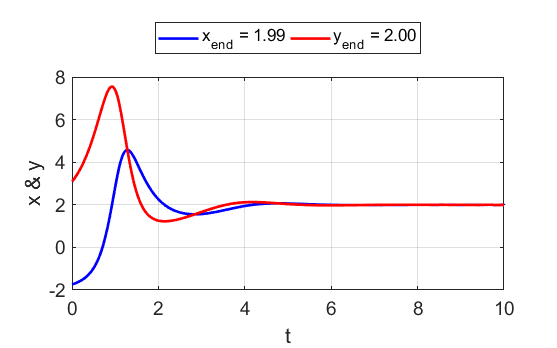 x_end = 1.99 y_end = 2.00
8
6
4
2
0
-2
x & y
0 2 4 6 8 10
t